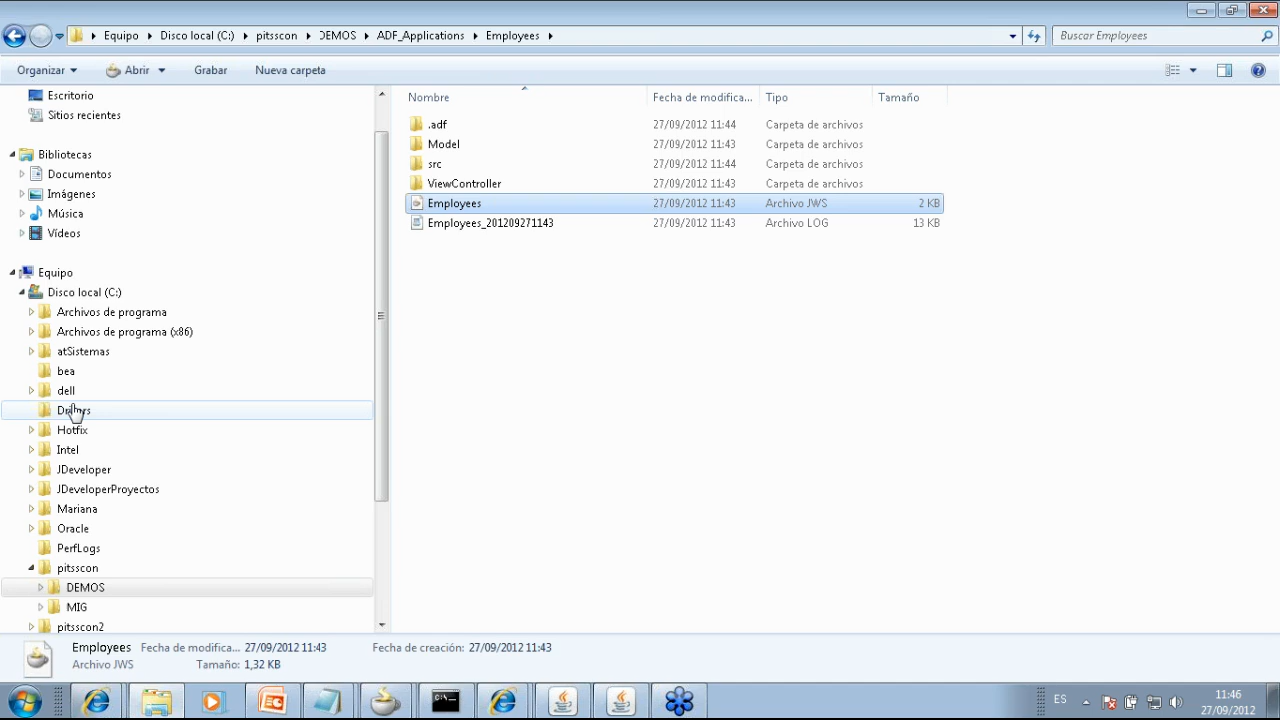 Equipo Disco local (C:) pitsscon DEMOS ADF_Applications Employees
Buscar Employees
Organizar Abrir Grabar Nueva carpeta
Escritorio
Sitios recientes
Bibliotecas
Documentos
Imágenes
Música
Vídeos
Equipo
Disco local (C:)
Archivos de programa
Archivos de programa (x86)
atSistemas
bea
dell
Drivers
Hotfix
Intel
JDeveloper
JDeveloperProyectos
Mariana
Oracle
PerfLogs
pitsscon
DEMOS
MIG
pitsscon2
Nombre Fecha de modifica... Tipo Tamaño
.adf 27/09/2012 11:44 Carpeta de archivos
Model 27/09/2012 11:43 Carpeta de archivos
src 27/09/2012 11:44 Carpeta de archivos
ViewController 27/09/2012 11:43 Carpeta de archivos
Employees 27/09/2012 11:43 Archivo JWS 2 KB
Employees_201209271143 27/09/2012 11:43 Archivo LOG 13 KB
Employees Fecha de modifica... 27/09/2012 11:43 Fecha de creación: 27/09/2012 11:43
Archivo JWS Tamaño: 1,32 KB
ES
11:46
27/09/2012